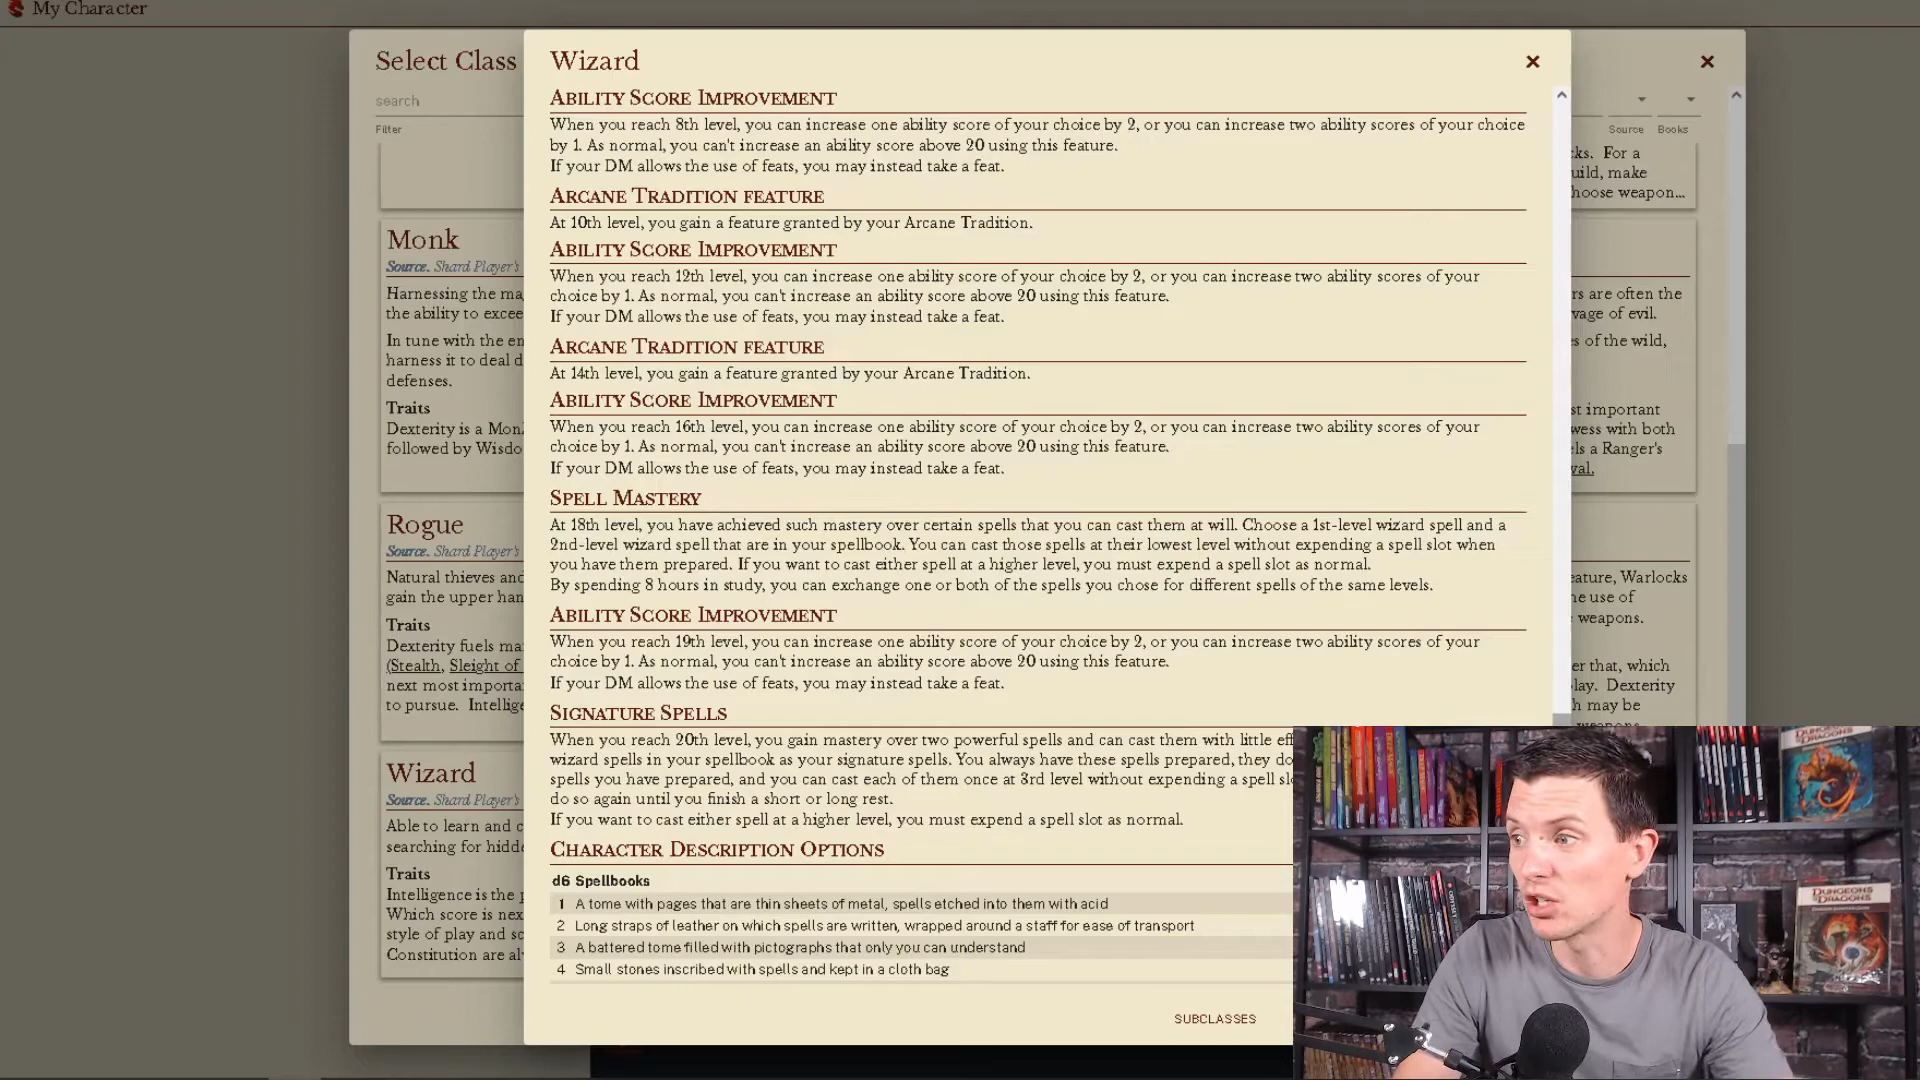 My Character
Select Class
search
Filter
Monk
Source. Shard Player's
Harnessing the ma
the ability to excee
In tune with the en
harness it to deal d
defenses.
Traits
Dexterity is a Mon
followed by Wisdo
Rogue
Source. Shard Player's
Natural thieves and
gain the upper han
Traits
Dexterity fuels ma
(Stealth, Sleight of
next most importa
to pursue. Intellige
Wizard
Source. Shard Player's
Able to learn and c
searching for hidde
Traits
Intelligence is the p
Which score is nex
style of play and sc
Constitution are al
Wizard
ABILITY SCORE IMPROVEMENT
When you reach 8th level, you can increase one ability score of your choice by 2, or you can increase two ability scores of your choice
by 1. As normal, you can't increase an ability score above 20 using this feature.
If your DM allows the use of feats, you may instead take a feat.
ARCANE TRADITION FEATURE
At 10th level, you gain a feature granted by your Arcane Tradition.
ABILITY SCORE IMPROVEMENT
When you reach 12th level, you can increase one ability score of your choice by 2, or you can increase two ability scores of your
choice by 1. As normal, you can't increase an ability score above 20 using this feature.
If your DM allows the use of feats, you may instead take a feat.
ARCANE TRADITION FEATURE
At 14th level, you gain a feature granted by your Arcane Tradition.
ABILITY SCORE IMPROVEMENT
When you reach 16th level, you can increase one ability score of your choice by 2, or you can increase two ability scores of your
choice by 1. As normal, you can't increase an ability score above 20 using this feature.
If your DM allows the use of feats, you may instead take a feat.
SPELL MASTERY
At 18th level, you have achieved such mastery over certain spells that you can cast them at will. Choose a 1st-level wizard spell and a
2nd-level wizard spell that are in your spellbook. You can cast those spells at their lowest level without expending a spell slot when
you have them prepared. If you want to cast either spell at a higher level, you must expend a spell slot as normal.
By spending 8 hours in study, you can exchange one or both of the spells you chose for different spells of the same levels.
ABILITY SCORE IMPROVEMENT
When you reach 19th level, you can increase one ability score of your choice by 2, or you can increase two ability scores of your
choice by 1. As normal, you can't increase an ability score above 20 using this feature.
If your DM allows the use of feats, you may instead take a feat.
SIGNATURE SPELLS
When you reach 20th level, you gain mastery over two powerful spells and can cast them with little eff
wizard spells in your spellbook as your signature spells. You always have these spells prepared, they do
spells you have prepared, and you can cast each of them once at 3rd level without expending a spell sl
do so again until you finish a short or long rest.
If you want to cast either spell at a higher level, you must expend a spell slot as normal.
CHARACTER DESCRIPTION OPTIONS
d6 Spellbooks
1 A tome with pages that are thin sheets of metal, spells etched into them with acid
2 Long straps of leather on which spells are written, wrapped around a staff for ease of transport
3 A battered tome filled with pictographs that only you can understand
4 Small stones inscribed with spells and kept in a cloth bag
SUBCLASSES
Source Books
cks. For a
uild, make
hoose weapon...
rs are often the
vage of evil.
es of the wild,
st important
wess with both
els a Ranger's
val.
eature, Warlocks
ne use of
weapons.
er that, which
lay. Dexterity
h may be
weapons
DUNGEONS
DRAGONS
DUNGEONS
DRAGONS